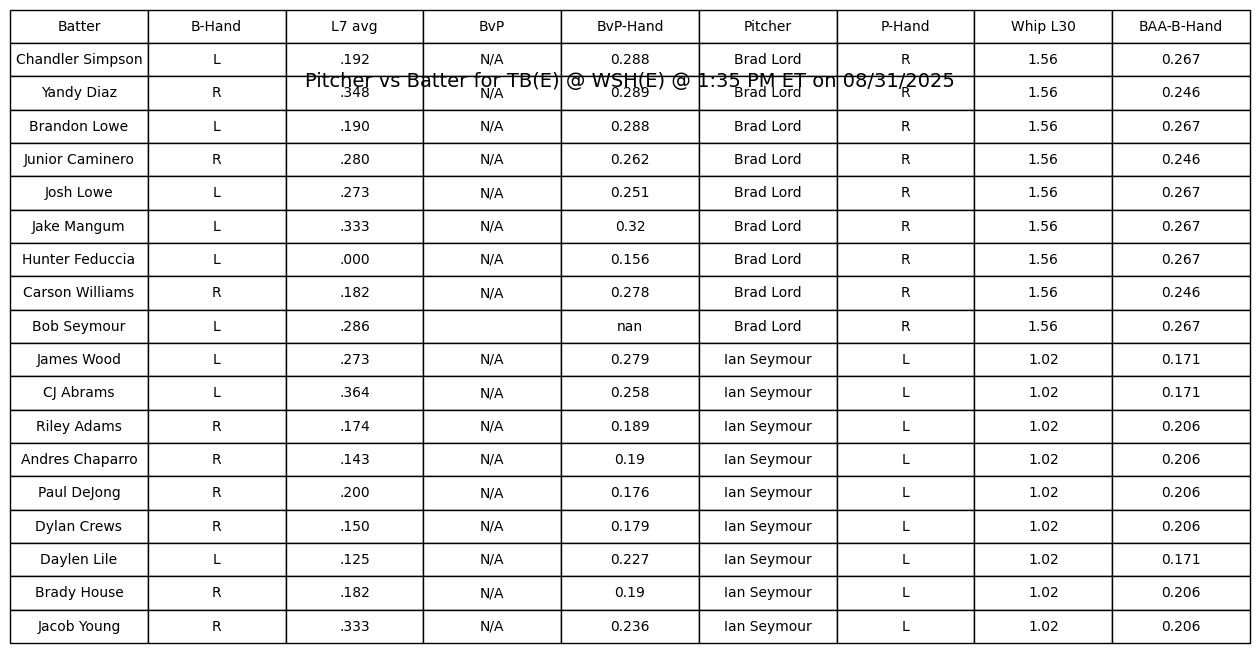 Batter B-Hand L7 avg BvP BvP-Hand Pitcher P-Hand Whip L30 BAA-B-Hand
Chandler Simpson L .192 N/A 0.288 Brad Lord R 1.56 0.267
Pitcher vs Batter for TB(E) @ WSH(E) @ 1:35 PM ET on 08/31/2025
Yandy Diaz R .348 N/A 0.289 Brad Lord R 1.56 0.246
Brandon Lowe L .190 N/A 0.288 Brad Lord R 1.56 0.267
Junior Caminero R .280 N/A 0.262 Brad Lord R 1.56 0.246
Josh Lowe L .273 N/A 0.251 Brad Lord R 1.56 0.267
Jake Mangum L .333 N/A 0.32 Brad Lord R 1.56 0.267
Hunter Feduccia L .000 N/A 0.156 Brad Lord R 1.56 0.267
Carson Williams R .182 N/A 0.278 Brad Lord R 1.56 0.246
Bob Seymour L .286 nan Brad Lord R 1.56 0.267
James Wood L .273 N/A 0.279 Ian Seymour L 1.02 0.171
CJ Abrams L .364 N/A 0.258 Ian Seymour L 1.02 0.171
Riley Adams R .174 N/A 0.189 Ian Seymour L 1.02 0.206
Andres Chaparro R .143 N/A 0.19 Ian Seymour L 1.02 0.206
Paul DeJong R .200 N/A 0.176 Ian Seymour L 1.02 0.206
Dylan Crews R .150 N/A 0.179 Ian Seymour L 1.02 0.206
Daylen Lile L .125 N/A 0.227 Ian Seymour L 1.02 0.171
Brady House R .182 N/A 0.19 Ian Seymour L 1.02 0.206
Jacob Young R .333 N/A 0.236 Ian Seymour L 1.02 0.206